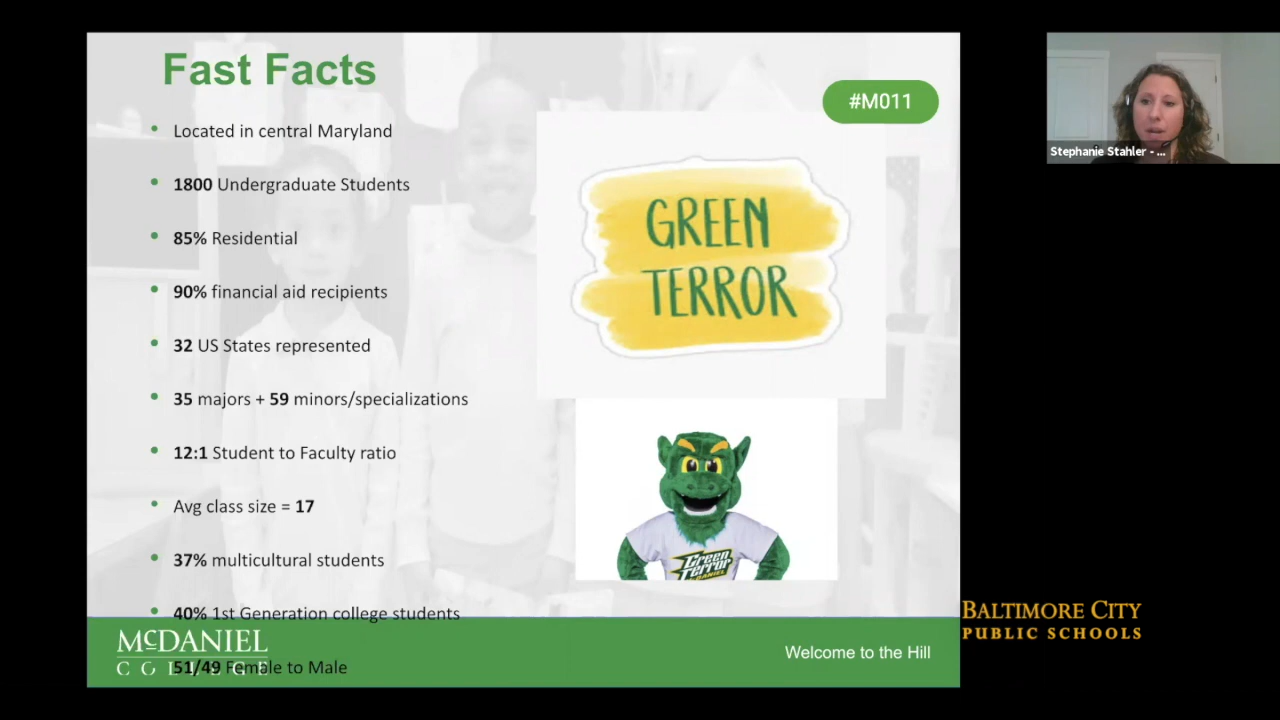 Fast Facts
#M011
Located in central Maryland
1800 Undergraduate Students
85% Residential
90% financial aid recipients
32 US States represented
35 majors + 59 minors/specializations
12:1 Student to Faculty ratio
Avg class size = 17
37% multicultural students
40% 1st Generation college students
51/49 Female to Male
GREEN
TERROR
Green
Terror
MCDANIEL
COLLEGE
Welcome to the Hill
Stephanie Stahler - ...
BALTIMORE CITY
PUBLIC SCHOOLS